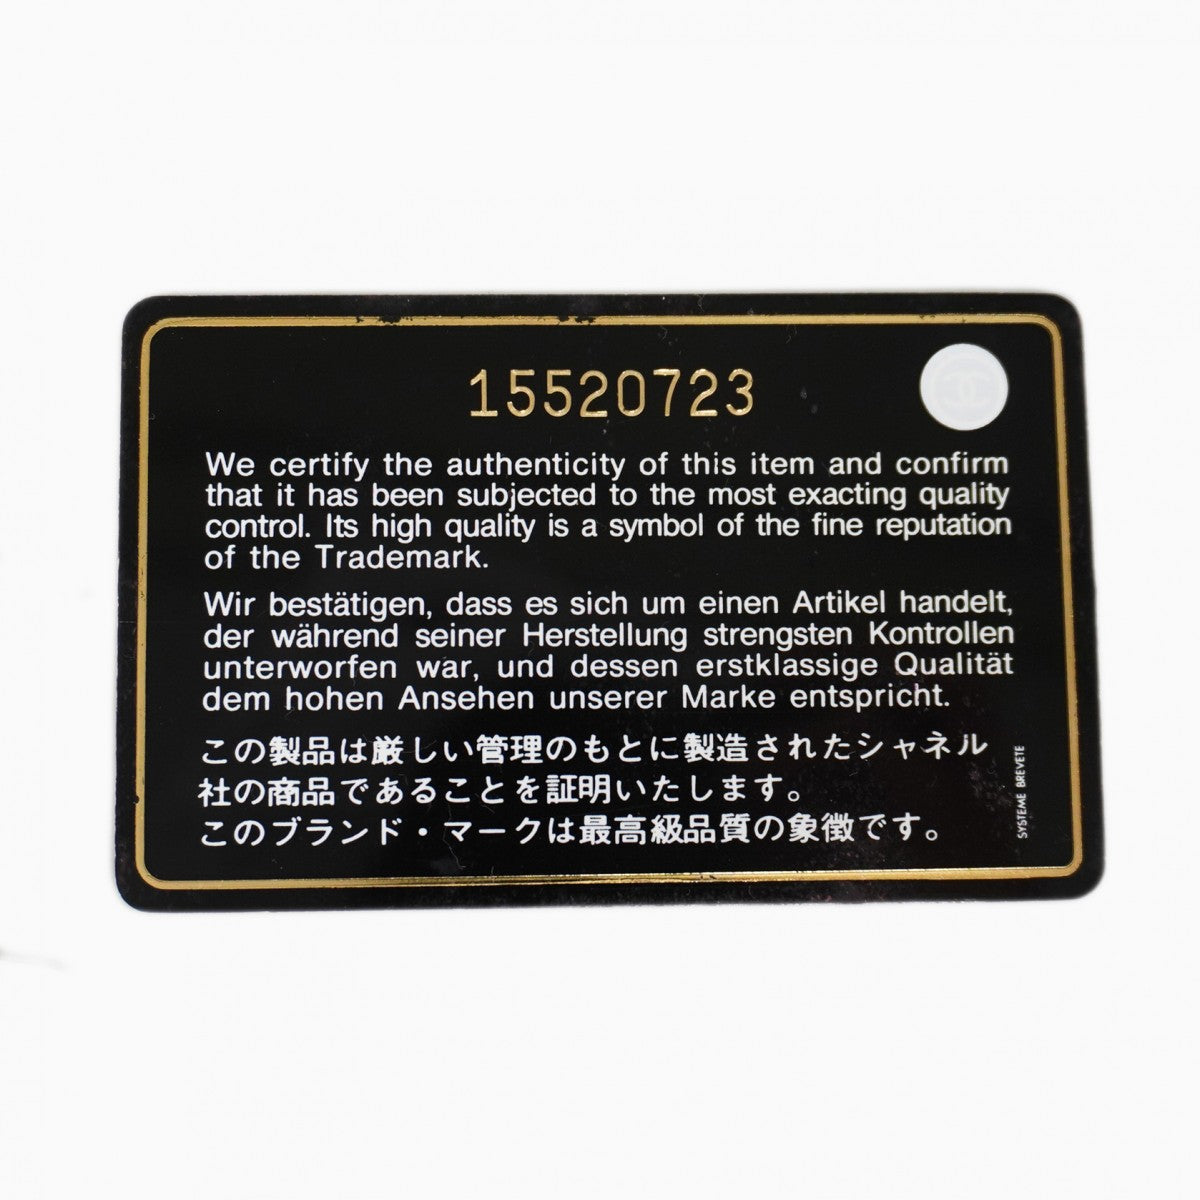 15520723
We certify the authenticity of this item and confirm
that it has been subjected to the most exacting quality
control. Its high quality is a symbol of the fine reputation
of the Trademark.
Wir bestätigen, dass es sich um einen Artikel handelt,
der während seiner Herstellung strengsten Kontrollen
unterworfen war, und dessen erstklassige Qualität
dem hohen Ansehen unserer Marke entspricht.
この製品は厳しい管理のもとに製造されたシャネル
社の商品であることを証明いたします。
このブランド・マークは最高級品質の象徴です。
SYSTEME BREVETE